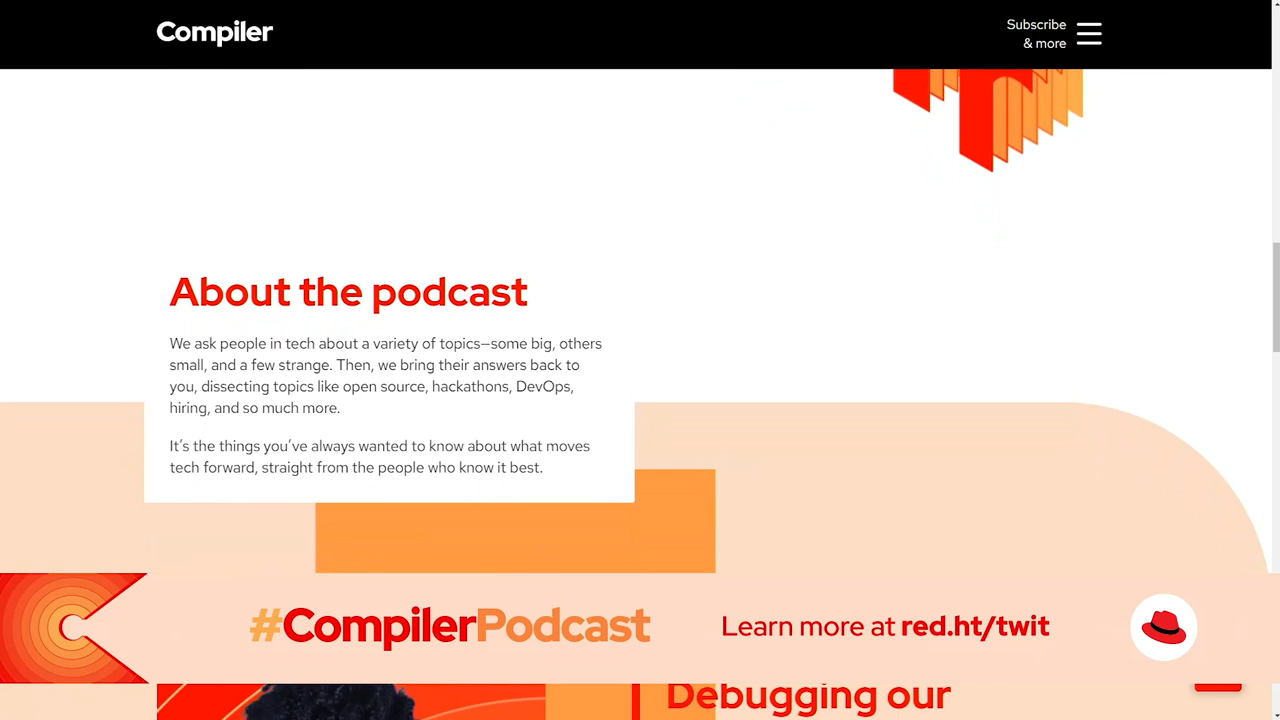 Compiler
Subscribe
& more
About the podcast
We ask people in tech about a variety of topics—some big, others
small, and a few strange. Then, we bring their answers back to
you, dissecting topics like open source, hackathons, DevOps,
hiring, and so much more.
It's the things you've always wanted to know about what moves
tech forward, straight from the people who know it best.
#CompilerPodcast
Learn more at red.ht/twit
Debugging our